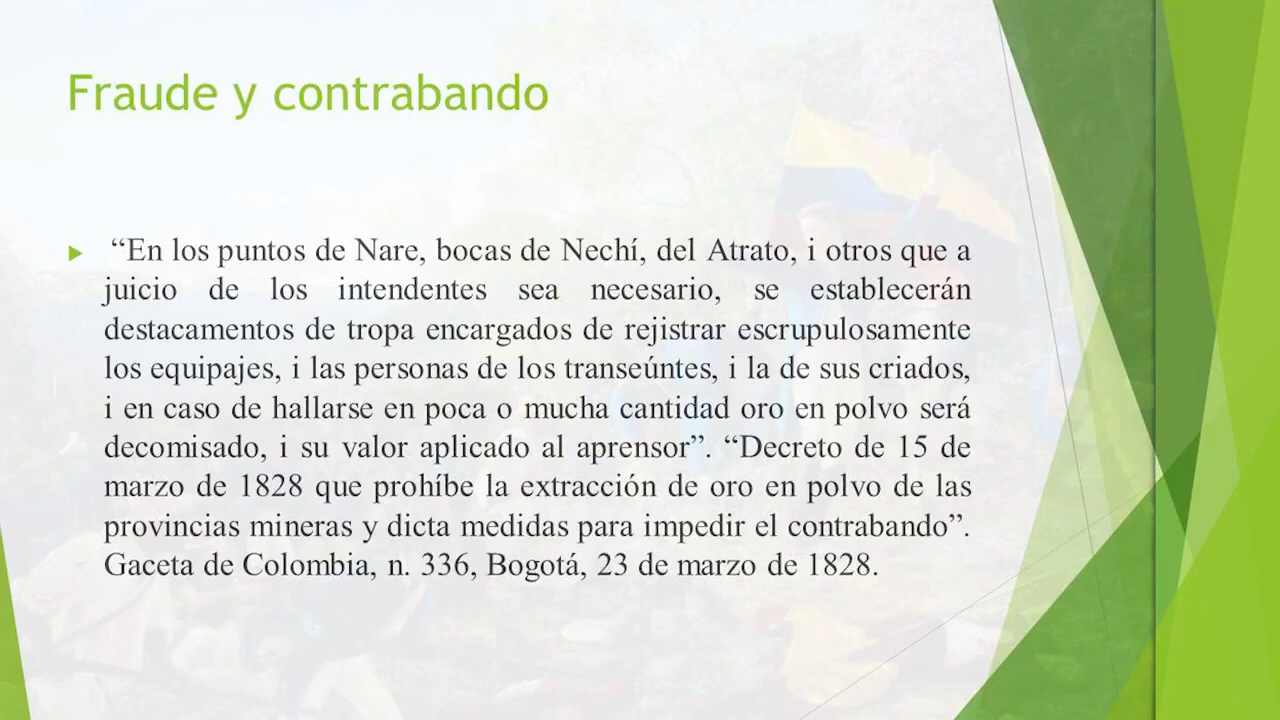 Fraude y contrabando
“En los puntos de Nare, bocas de Nechí, del Atrato, i otros que a
juicio de los intendentes sea necesario, se establecerán
destacamentos de tropa encargados de rejistrar escrupulosamente
los equipajes, i las personas de los transeúntes, i la de sus criados,
i en caso de hallarse en poca o mucha cantidad oro en polvo será
decomisado, i su valor aplicado al aprensor”. “Decreto de 15 de
marzo de 1828 que prohíbe la extracción de oro en polvo de las
provincias mineras y dicta medidas para impedir el contrabando”.
Gaceta de Colombia, n. 336, Bogotá, 23 de marzo de 1828.